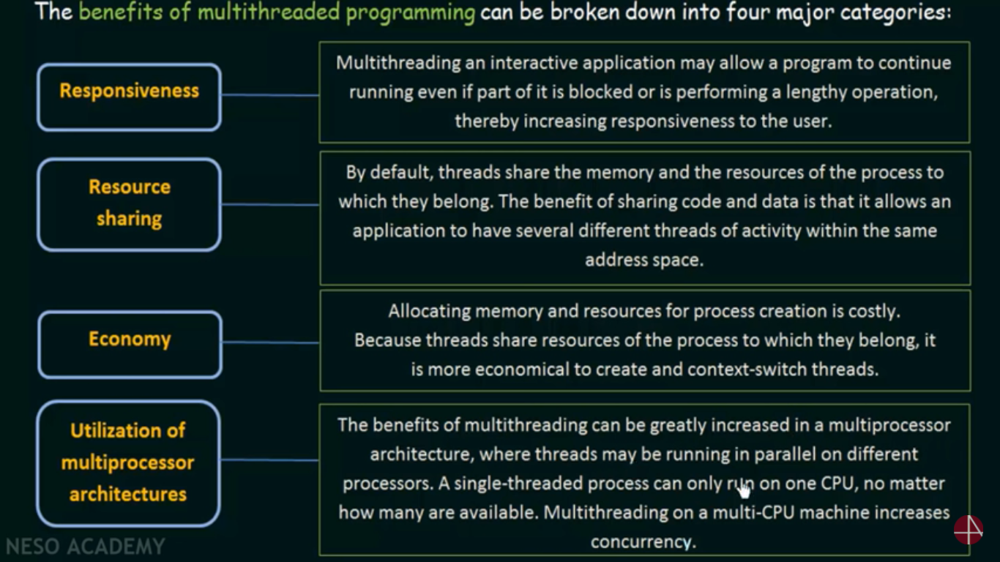 The benefits of multithreaded programming can be broken down into four major categories:
Responsiveness
Multithreading an interactive application may allow a program to continue
running even if part of it is blocked or is performing a lengthy operation,
thereby increasing responsiveness to the user.
Resource
sharing
By default, threads share the memory and the resources of the process to
which they belong. The benefit of sharing code and data is that it allows an
application to have several different threads of activity within the same
address space.
Economy
Allocating memory and resources for process creation is costly.
Because threads share resources of the process to which they belong, it
is more economical to create and context-switch threads.
Utilization of
multiprocessor
architectures
The benefits of multithreading can be greatly increased in a multiprocessor
architecture, where threads may be running in parallel on different
processors. A single-threaded process can only run on one CPU, no matter
how many are available. Multithreading on a multi-CPU machine increases
concurrency.
NESO ACADEMY